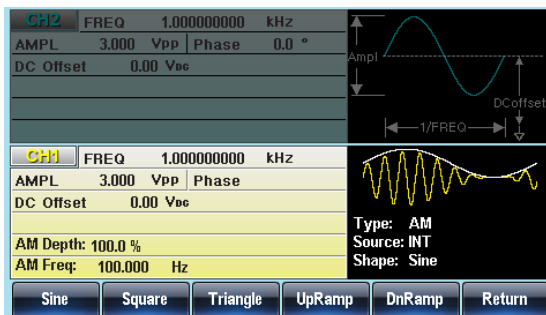 CH2 FREQ 1.000000000 kHz
AMPL 3.000 Vpp Phase 0.0 °
DC Offset 0.00 VDC
Ampl
DCoffset
1/FREQ
CH1 FREQ 1.000000000 kHz
AMPL 3.000 Vpp Phase
DC Offset 0.00 VDC
AM Depth: 100.0 %
AM Freq: 100.000 Hz
Type: AM
Source: INT
Shape: Sine
Sine Square Triangle UpRamp DnRamp Return